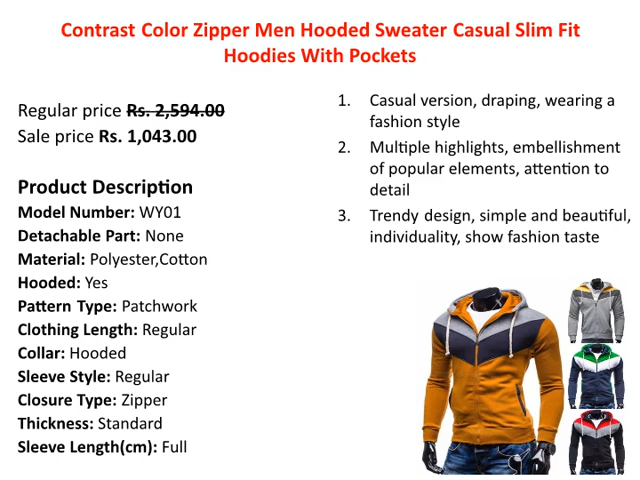 Contrast Color Zipper Men Hooded Sweater Casual Slim Fit
Hoodies With Pockets
Regular price Rs. 2,594.00
Sale price Rs. 1,043.00
Product Description
Model Number: WY01
Detachable Part: None
Material: Polyester,Cotton
Hooded: Yes
Pattern Type: Patchwork
Clothing Length: Regular
Collar: Hooded
Sleeve Style: Regular
Closure Type: Zipper
Thickness: Standard
Sleeve Length(cm): Full
1. Casual version, draping, wearing a
fashion style
2. Multiple highlights, embellishment
of popular elements, attention to
detail
3. Trendy design, simple and beautiful,
individuality, show fashion taste